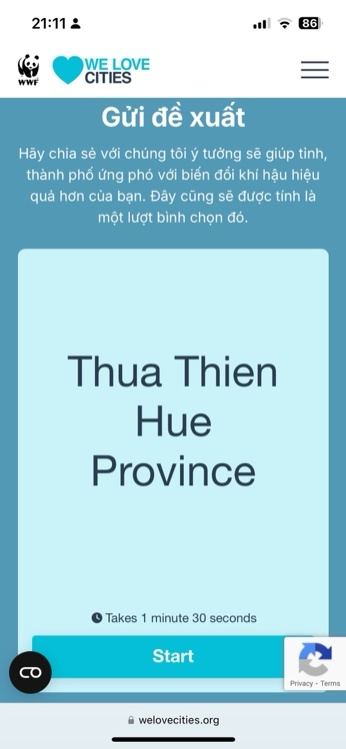 21:11
86
WWF
WE LOVE
CITIES
Gửi đề xuất
Hãy chia sẻ với chúng tôi ý tưởng sẽ giúp tỉnh,
thành phố ứng phó với biến đổi khí hậu hiệu
quả hơn của bạn. Đây cũng sẽ được tính là
một lượt bình chọn đó.
Thua Thien
Hue
Province
Takes 1 minute 30 seconds
Start
Privacy - Terms
welovecities.org